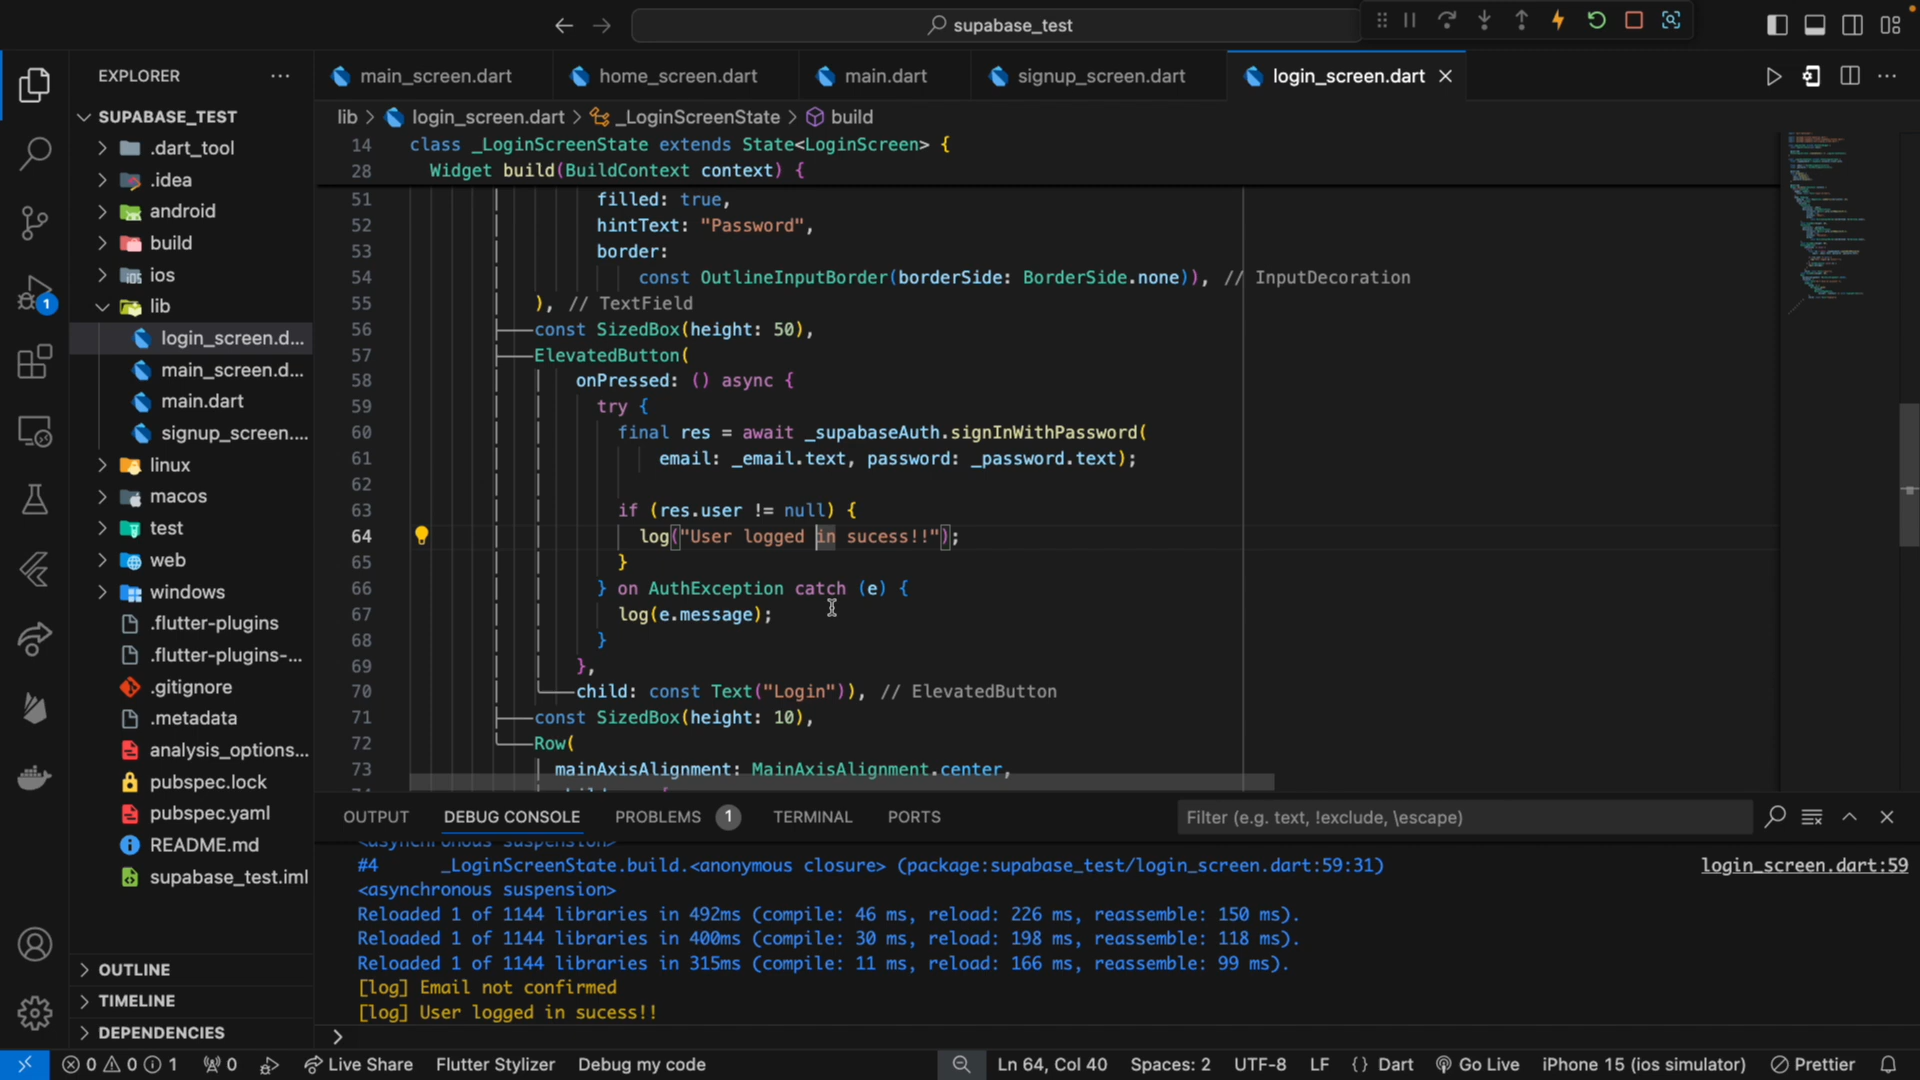 supabase_test
EXPLORER
main_screen.dart
home_screen.dart
main.dart
signup_screen.dart
login_screen.dart
SUPABASE_TEST
.dart_tool
.idea
android
build
ios
lib
login_screen.d...
main_screen.d...
main.dart
signup_screen....
linux
macos
test
web
windows
.flutter-plugins
.flutter-plugins-...
.gitignore
.metadata
analysis_options...
pubspec.lock
pubspec.yaml
README.md
supabase_test.iml
OUTLINE
TIMELINE
DEPENDENCIES
1
lib > login_screen.dart > _LoginScreenState > build
14 class _LoginScreenState extends State<LoginScreen> {
28 Widget build(BuildContext context) {
51 filled: true,
52 hintText: "Password",
53 border:
54 const OutlineInputBorder(borderSide: BorderSide.none)), // InputDecoration
55 ), // TextField
56 const SizedBox(height: 50),
57 ElevatedButton(
58 onPressed: () async {
59 try {
60 final res = await _supabaseAuth.signInWithPassword(
61 email: _email.text, password: _password.text);
62
63 if (res.user != null) {
64 log("User logged in sucess!!");
65 }
66 } on AuthException catch (e) {
67 log(e.message);
68 }
69 },
70 child: const Text("Login")), // ElevatedButton
71 const SizedBox(height: 10),
72 Row(
73 mainAxisAlignment: MainAxisAlignment.center,
OUTPUT
DEBUG CONSOLE
PROBLEMS 1
TERMINAL
PORTS
Filter (e.g. text, !exclude, \escape)
<asynchronous suspension>
#4 _LoginScreenState.build.<anonymous closure> (package:supabase_test/login_screen.dart:59:31)
login_screen.dart:59
<asynchronous suspension>
Reloaded 1 of 1144 libraries in 492ms (compile: 46 ms, reload: 226 ms, reassemble: 150 ms).
Reloaded 1 of 1144 libraries in 400ms (compile: 30 ms, reload: 198 ms, reassemble: 118 ms).
Reloaded 1 of 1144 libraries in 315ms (compile: 11 ms, reload: 166 ms, reassemble: 99 ms).
[log] Email not confirmed
[log] User logged in sucess!!
0 0 1
0
Live Share
Flutter Stylizer
Debug my code
Ln 64, Col 40
Spaces: 2
UTF-8
LF
{} Dart
Go Live
iPhone 15 (ios simulator)
Prettier